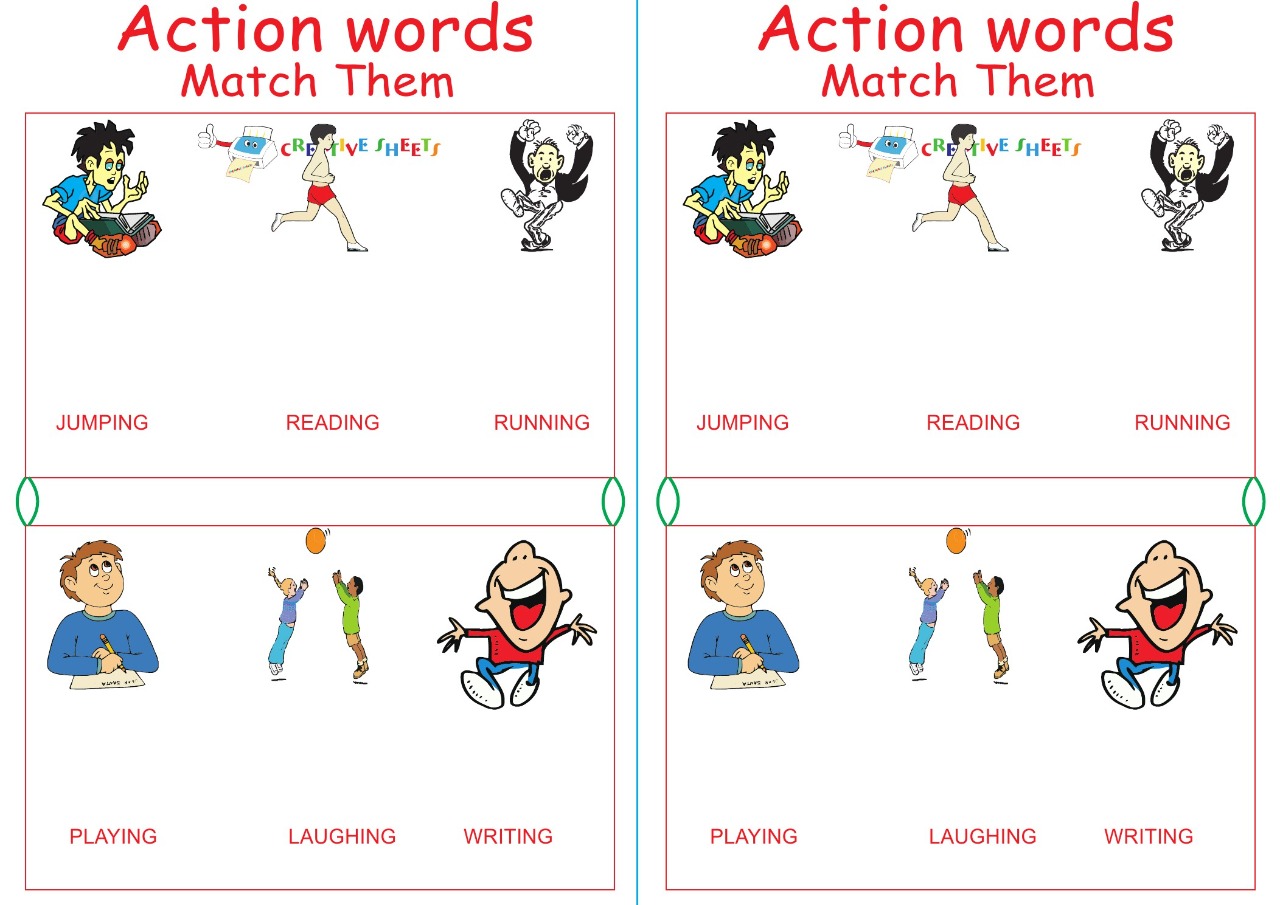 Action words
Match Them
CREATIVE SHEETS
JUMPING READING RUNNING
PLAYING LAUGHING WRITING
Action words
Match Them
CREATIVE SHEETS
JUMPING READING RUNNING
PLAYING LAUGHING WRITING